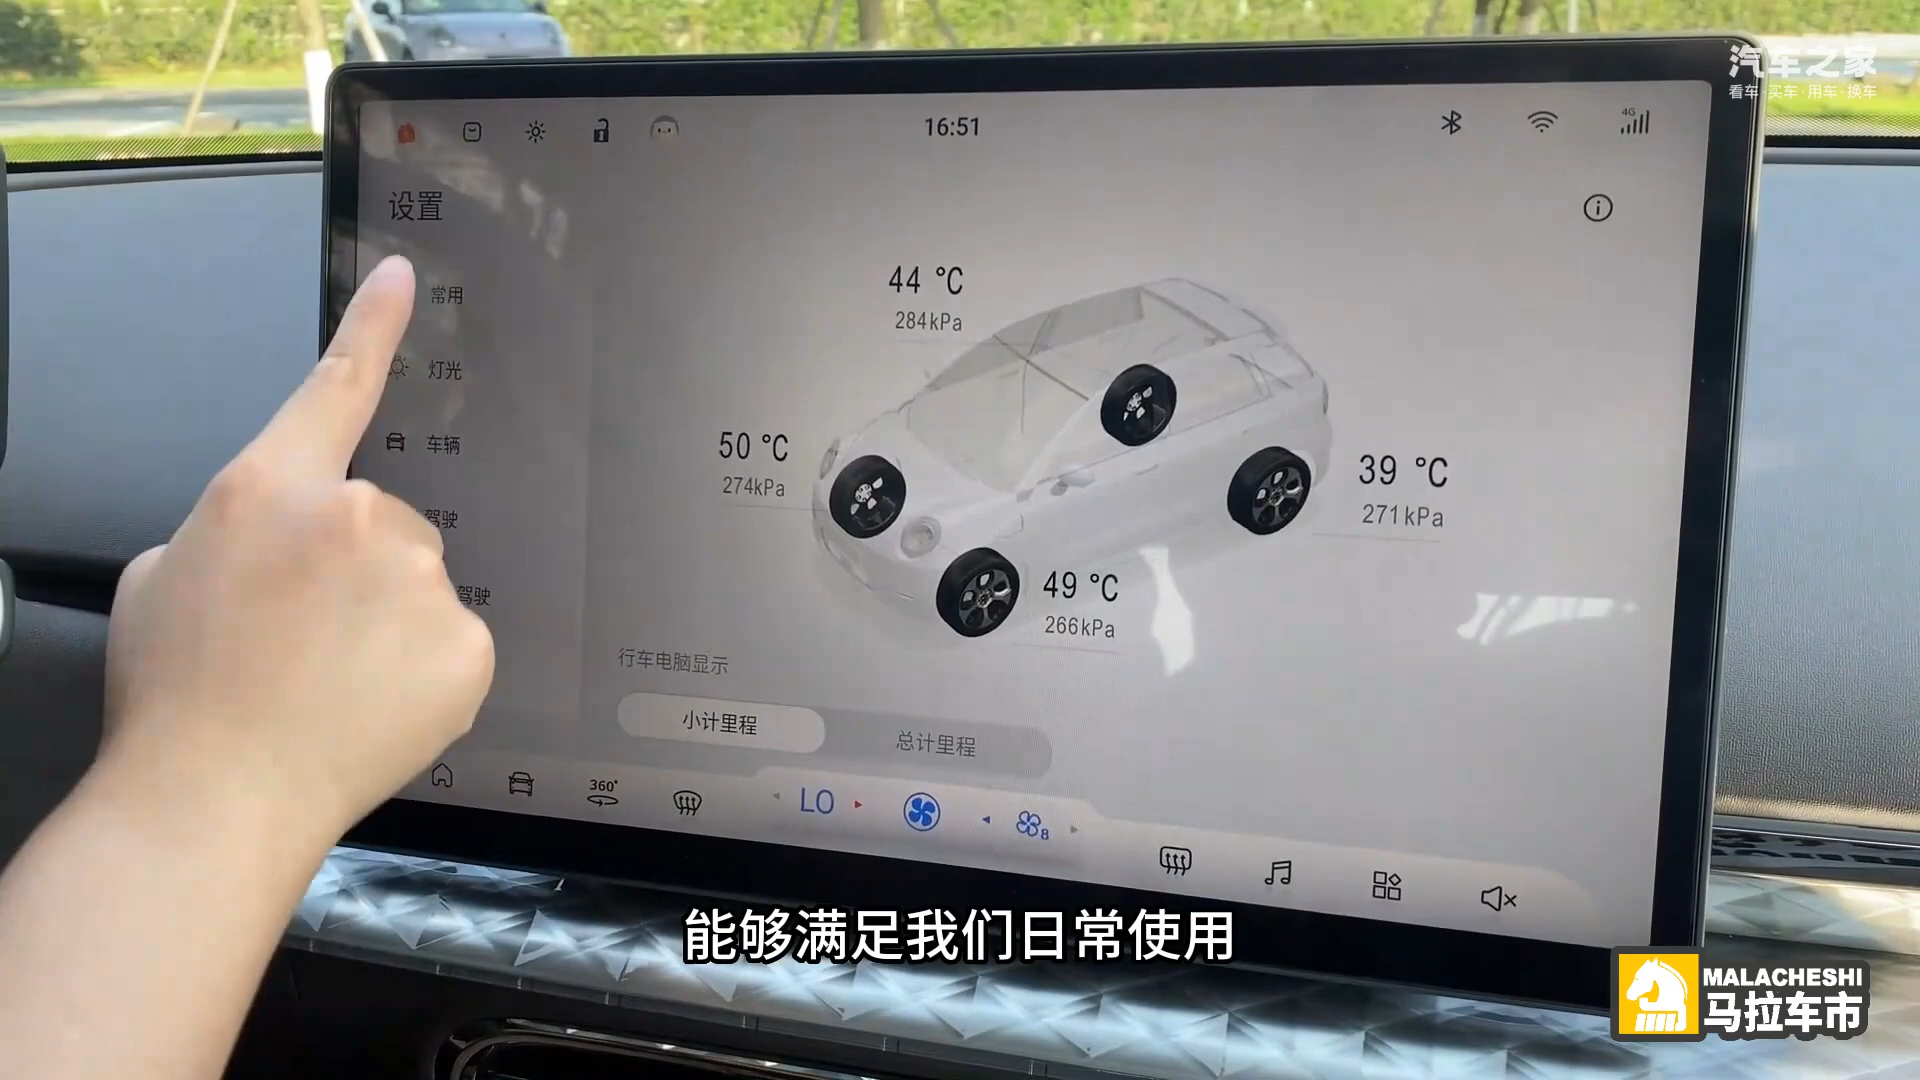 汽车之家
看车·买车·用车·换车
16:51
4G
设置
常用
灯光
车辆
驾驶
驾驶
44 °C
284kPa
50 °C
274kPa
39 °C
271kPa
49 °C
266kPa
行车电脑显示
小计里程
总计里程
360°
LO
8
能够满足我们日常使用
MALACHESHI
马拉车市